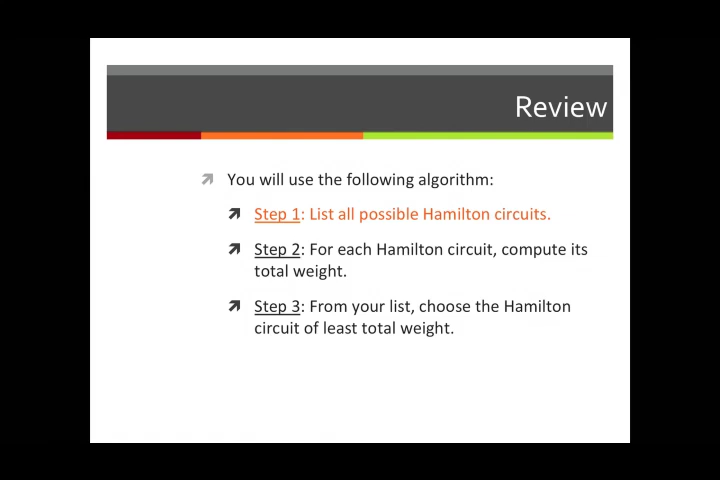 Review
You will use the following algorithm:
Step 1: List all possible Hamilton circuits.
Step 2: For each Hamilton circuit, compute its
total weight.
Step 3: From your list, choose the Hamilton
circuit of least total weight.